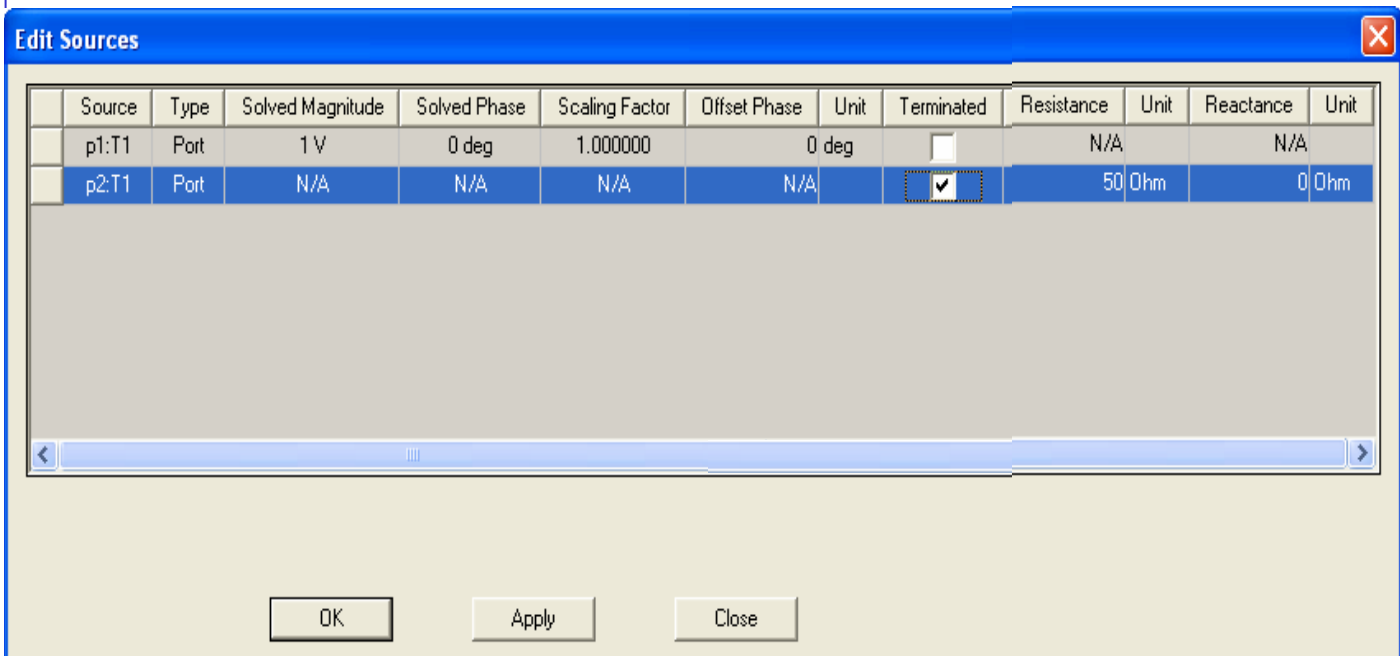 Edit Sources
Source Type Solved Magnitude Solved Phase Scaling Factor Offset Phase Unit Terminated Resistance Unit Reactance Unit
p1:T1 Port 1 V 0 deg 1.000000 0 deg N/A N/A
p2:T1 Port N/A N/A N/A N/A 50 Ohm 0 Ohm
OK Apply Close